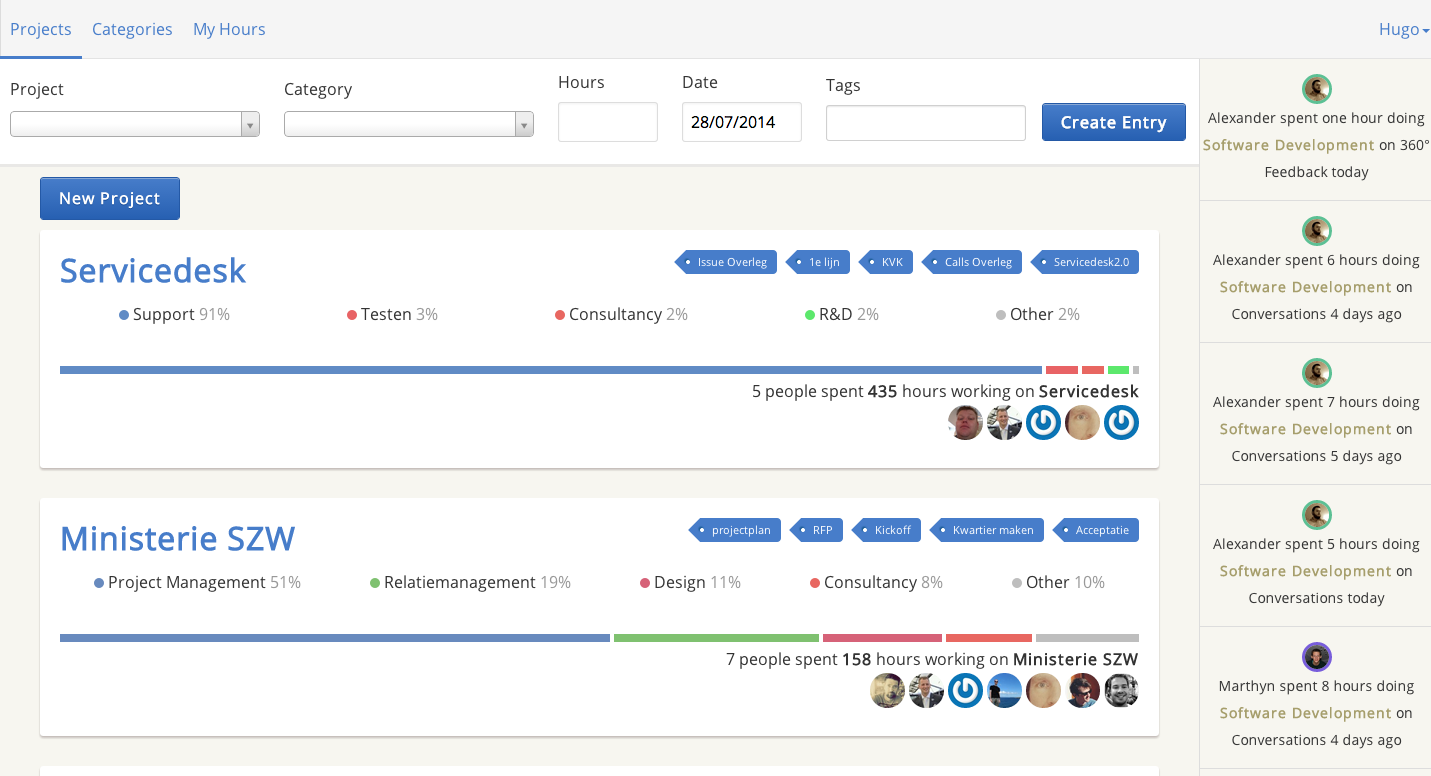 Projects Categories My Hours Hugo
Project Category Hours Date Tags
28/07/2014 Create Entry
New Project
Servicedesk
Issue Overleg 1e lijn KVK Calls Overleg Servicedesk2.0
Support 91% Testen 3% Consultancy 2% R&D 2% Other 2%
5 people spent 435 hours working on Servicedesk
Ministerie SZW
projectplan RFP Kickoff Kwartier maken Acceptatie
Project Management 51% Relatiemanagement 19% Design 11% Consultancy 8% Other 10%
7 people spent 158 hours working on Ministerie SZW
Alexander spent one hour doing
Software Development on 360°
Feedback today
Alexander spent 6 hours doing
Software Development on
Conversations 4 days ago
Alexander spent 7 hours doing
Software Development on
Conversations 5 days ago
Alexander spent 5 hours doing
Software Development on
Conversations today
Marthyn spent 8 hours doing
Software Development on
Conversations 4 days ago